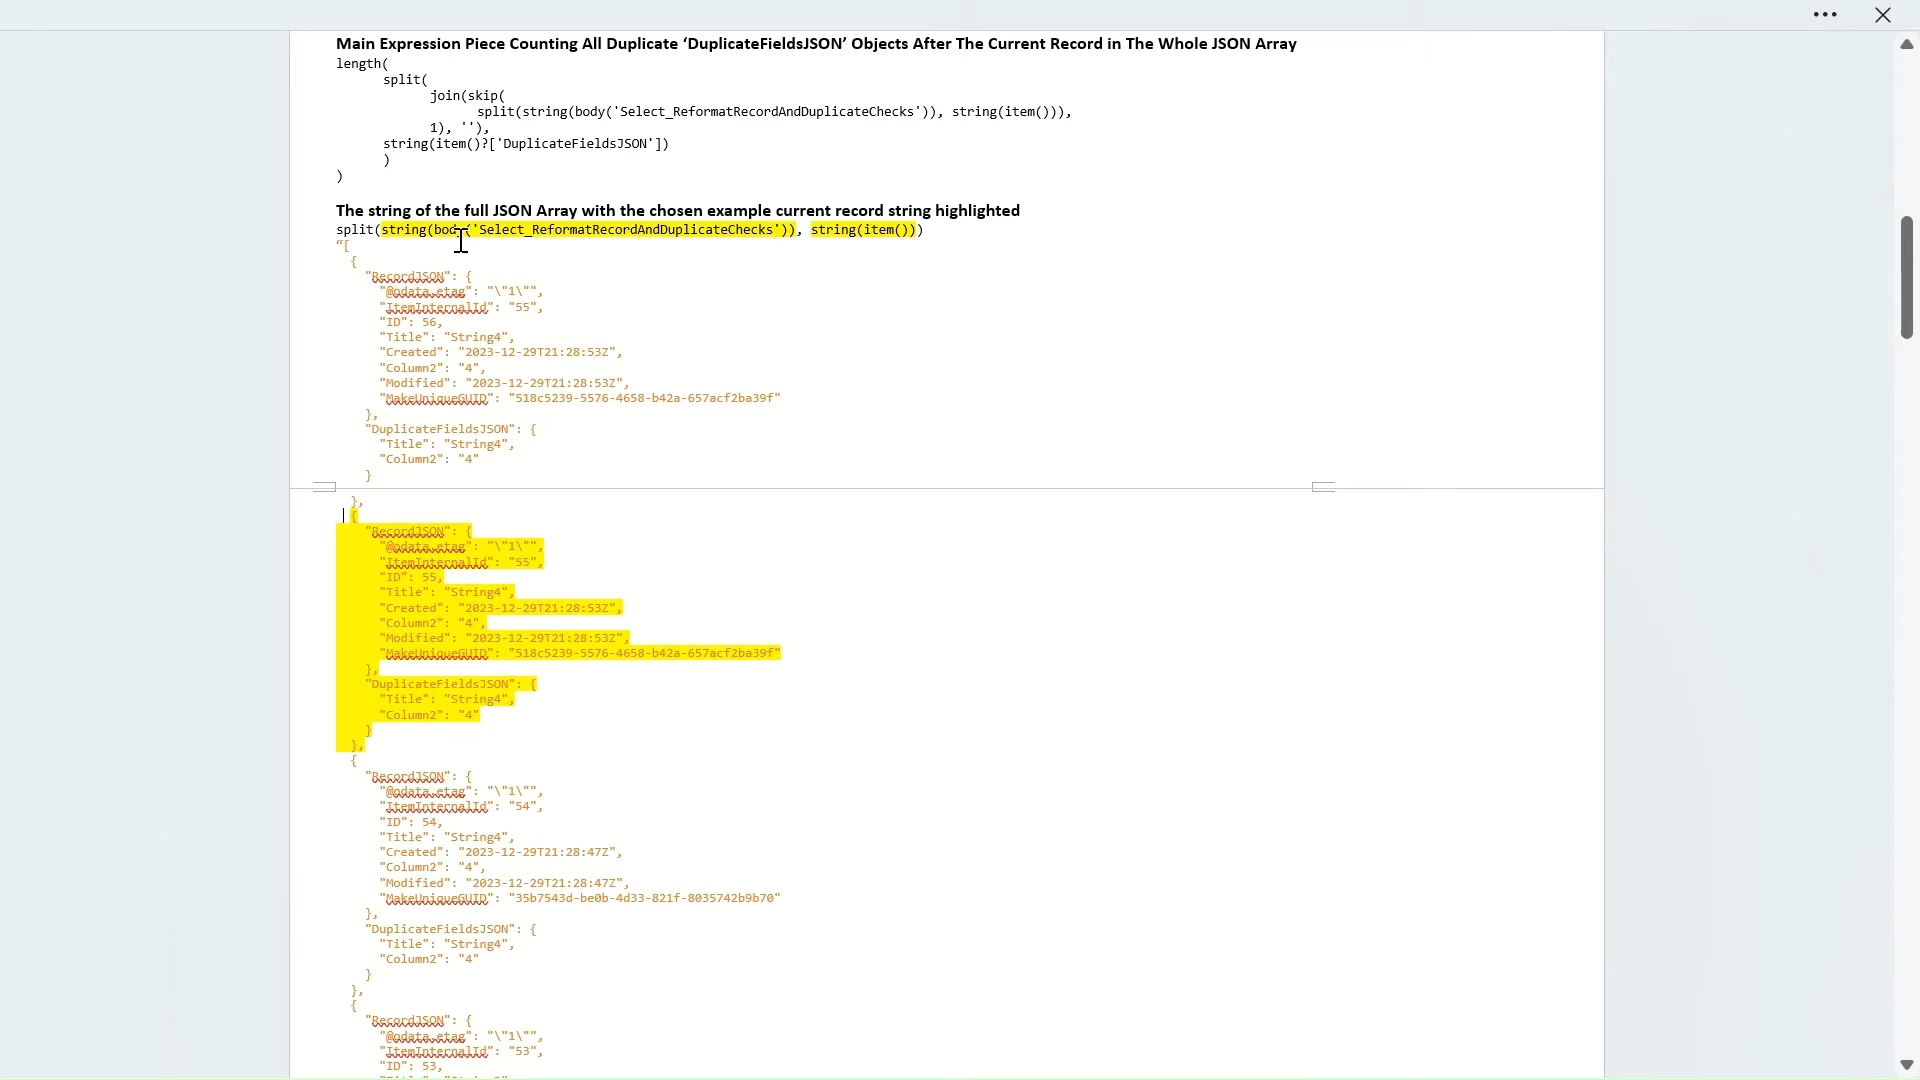 Main Expression Piece Counting All Duplicate ‘DuplicateFieldsJSON’ Objects After The Current Record in The Whole JSON Array
length(
split(
join(skip(
split(string(body('Select_ReformatRecordAndDuplicateChecks')), string(item())),
1), ''),
string(item()?['DuplicateFieldsJSON'])
)
)
The string of the full JSON Array with the chosen example current record string highlighted
split(string(body('Select_ReformatRecordAndDuplicateChecks')), string(item()))
“[
{
"RecordJSON": {
"@odata.etag": "\"1\"",
"ItemInternalId": "55",
"ID": 56,
"Title": "String4",
"Created": "2023-12-29T21:28:53Z",
"Column2": "4",
"Modified": "2023-12-29T21:28:53Z",
"MakeUniqueGUID": "518c5239-5576-4658-b42a-657acf2ba39f"
},
"DuplicateFieldsJSON": {
"Title": "String4",
"Column2": "4"
}
},
{
"RecordJSON": {
"@odata.etag": "\"1\"",
"ItemInternalId": "55",
"ID": 55,
"Title": "String4",
"Created": "2023-12-29T21:28:53Z",
"Column2": "4",
"Modified": "2023-12-29T21:28:53Z",
"MakeUniqueGUID": "518c5239-5576-4658-b42a-657acf2ba39f"
},
"DuplicateFieldsJSON": {
"Title": "String4",
"Column2": "4"
}
},
{
"RecordJSON": {
"@odata.etag": "\"1\"",
"ItemInternalId": "54",
"ID": 54,
"Title": "String4",
"Created": "2023-12-29T21:28:47Z",
"Column2": "4",
"Modified": "2023-12-29T21:28:47Z",
"MakeUniqueGUID": "35b7543d-be0b-4d33-821f-8035742b9b70"
},
"DuplicateFieldsJSON": {
"Title": "String4",
"Column2": "4"
}
},
{
"RecordJSON": {
"@odata.etag": "\"1\"",
"ItemInternalId": "53",
"ID": 53,